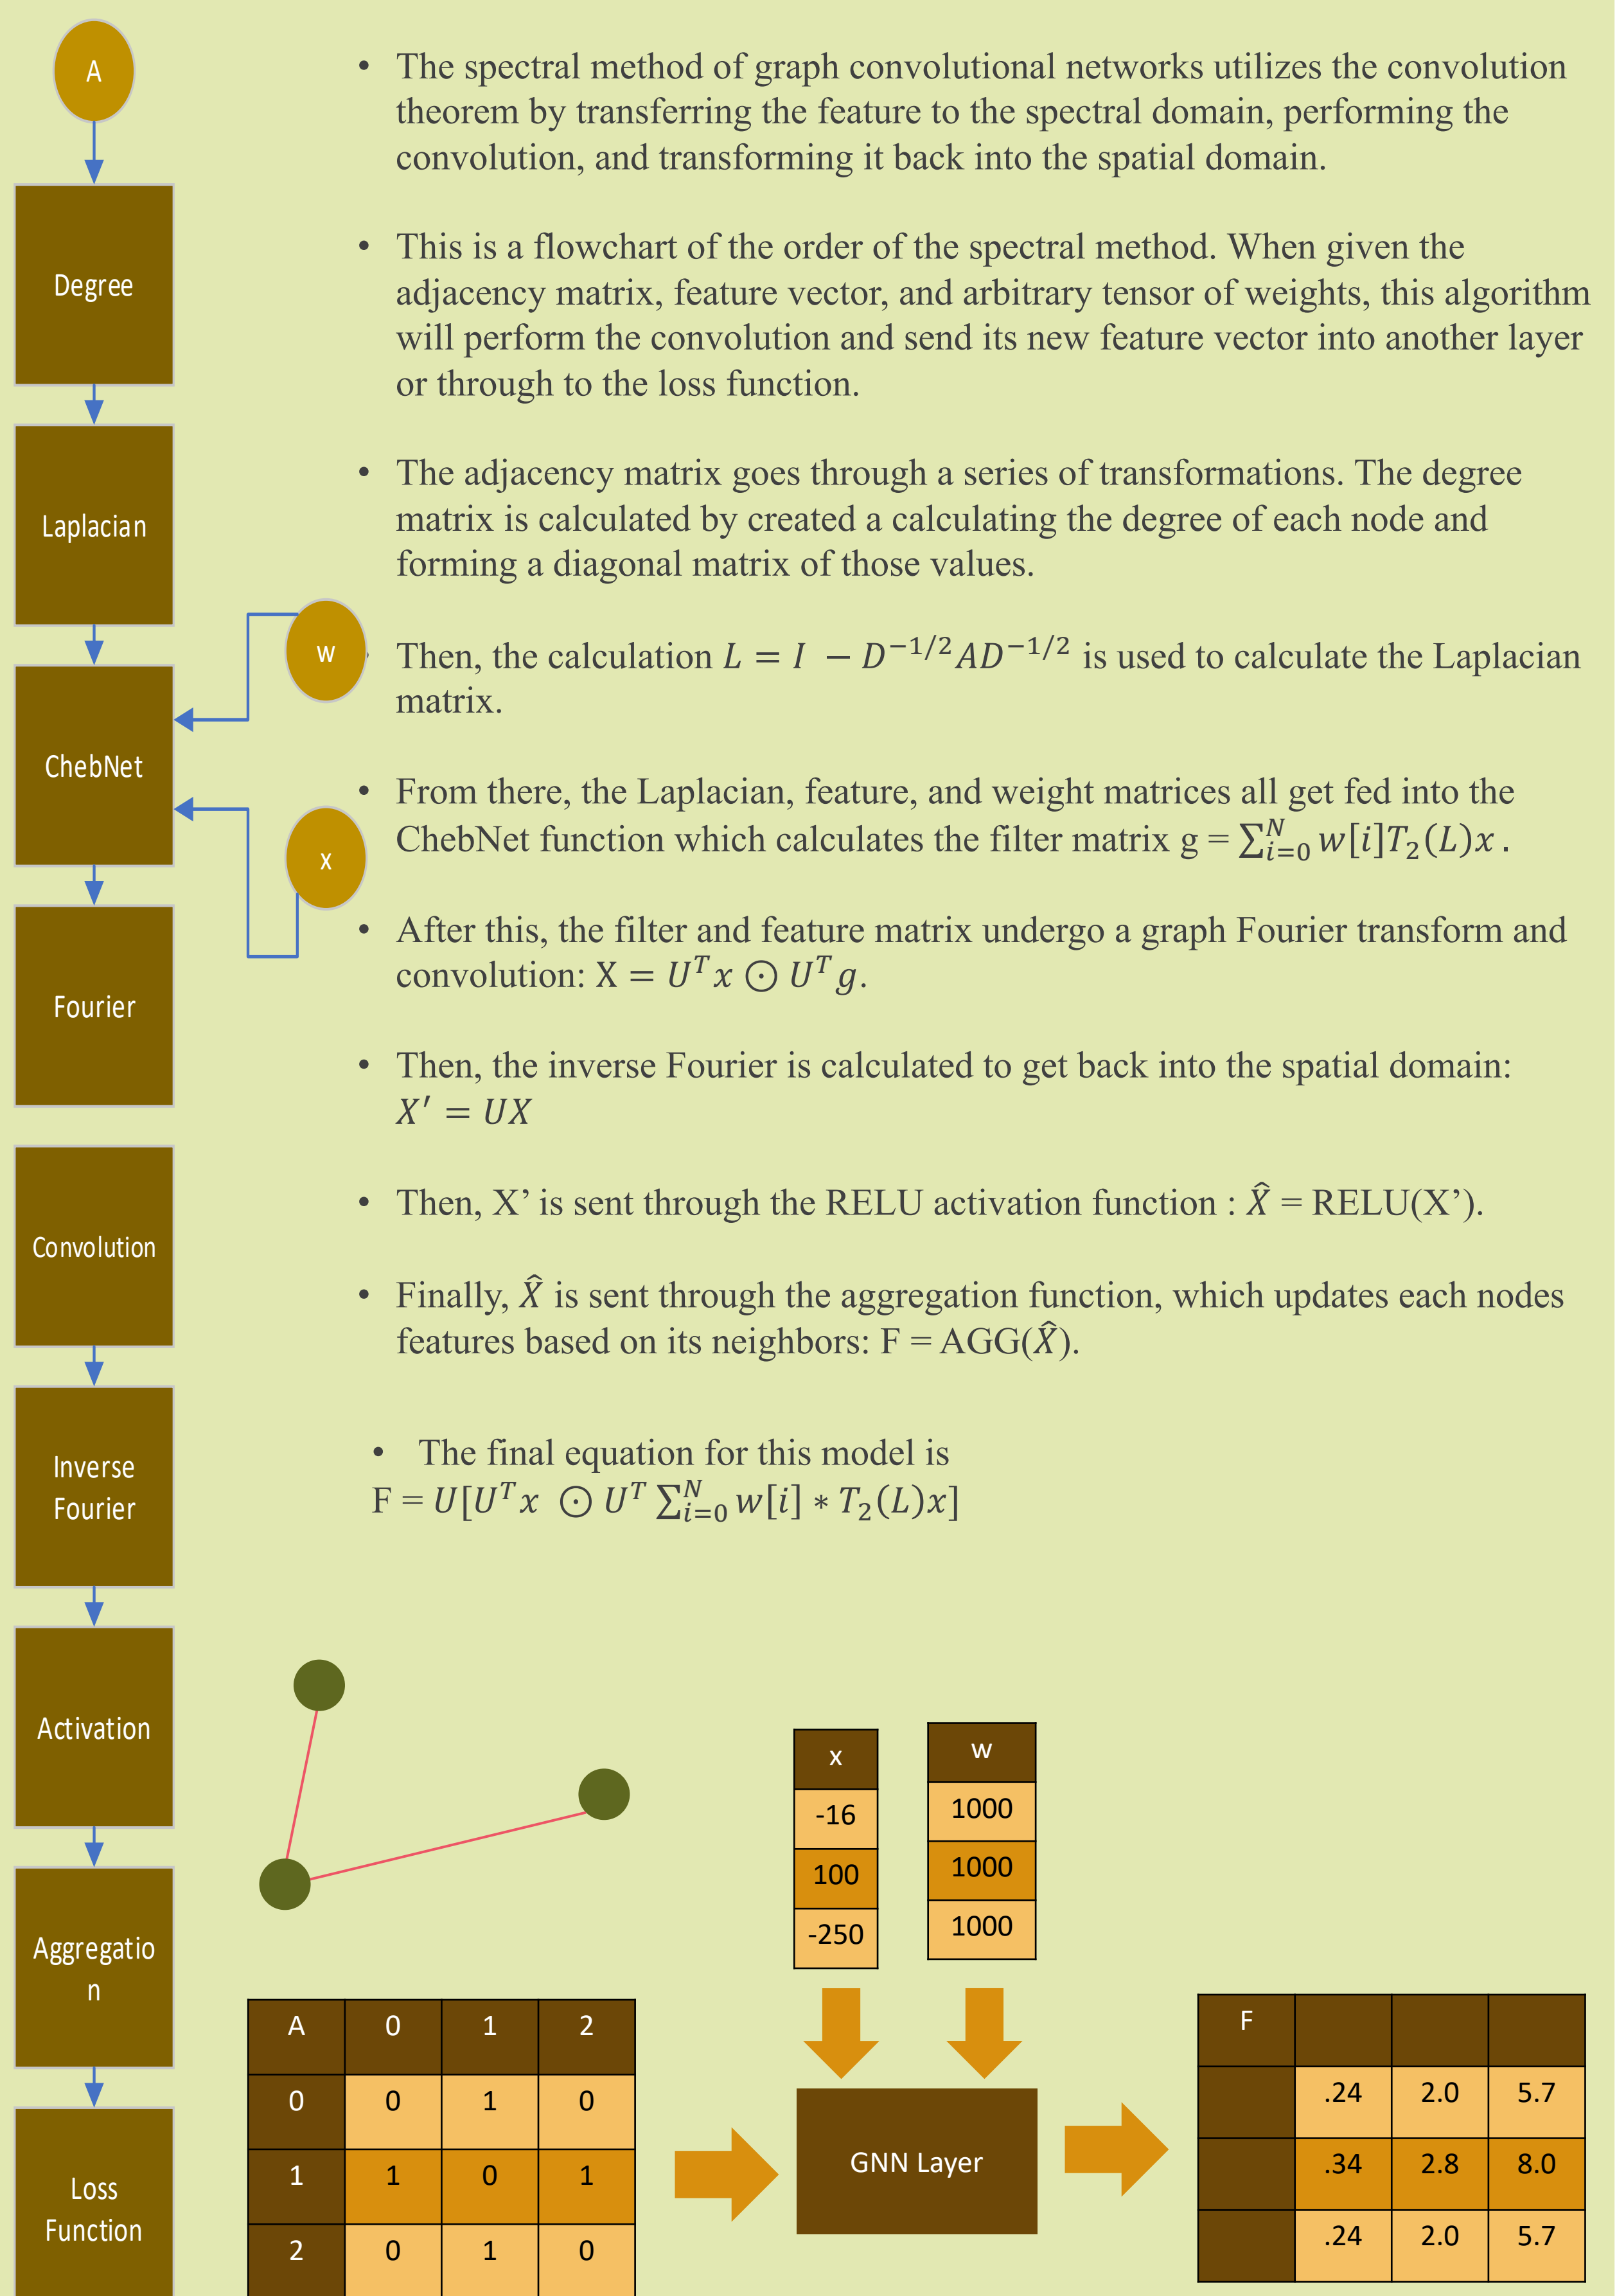 A
Degree
Laplacian
ChebNet
Fourier
Convolution
Inverse
Fourier
Activation
Aggregatio
n
Loss
Function
w
x
• The spectral method of graph convolutional networks utilizes the convolution
theorem by transferring the feature to the spectral domain, performing the
convolution, and transforming it back into the spatial domain.
• This is a flowchart of the order of the spectral method. When given the
adjacency matrix, feature vector, and arbitrary tensor of weights, this algorithm
will perform the convolution and send its new feature vector into another layer
or through to the loss function.
• The adjacency matrix goes through a series of transformations. The degree
matrix is calculated by created a calculating the degree of each node and
forming a diagonal matrix of those values.
• Then, the calculation L = I − D^{−1/2}AD^{−1/2} is used to calculate the Laplacian
matrix.
• From there, the Laplacian, feature, and weight matrices all get fed into the
ChebNet function which calculates the filter matrix g = ∑_{i=0}^{N} w[i]T₂(L)x .
• After this, the filter and feature matrix undergo a graph Fourier transform and
convolution: X = U^T x ⊙ U^T g.
• Then, the inverse Fourier is calculated to get back into the spatial domain:
X′ = UX
• Then, X’ is sent through the RELU activation function : X̂ = RELU(X’).
• Finally, X̂ is sent through the aggregation function, which updates each nodes
features based on its neighbors: F = AGG(X̂).
• The final equation for this model is
F = U[U^T x ⊙ U^T ∑_{i=0}^{N} w[i] ∗ T₂(L)x]
x
-16
100
-250
w
1000
1000
1000
A 0 1 2
0 0 1 0
1 1 0 1
2 0 1 0
GNN Layer
F
.24 2.0 5.7
.34 2.8 8.0
.24 2.0 5.7